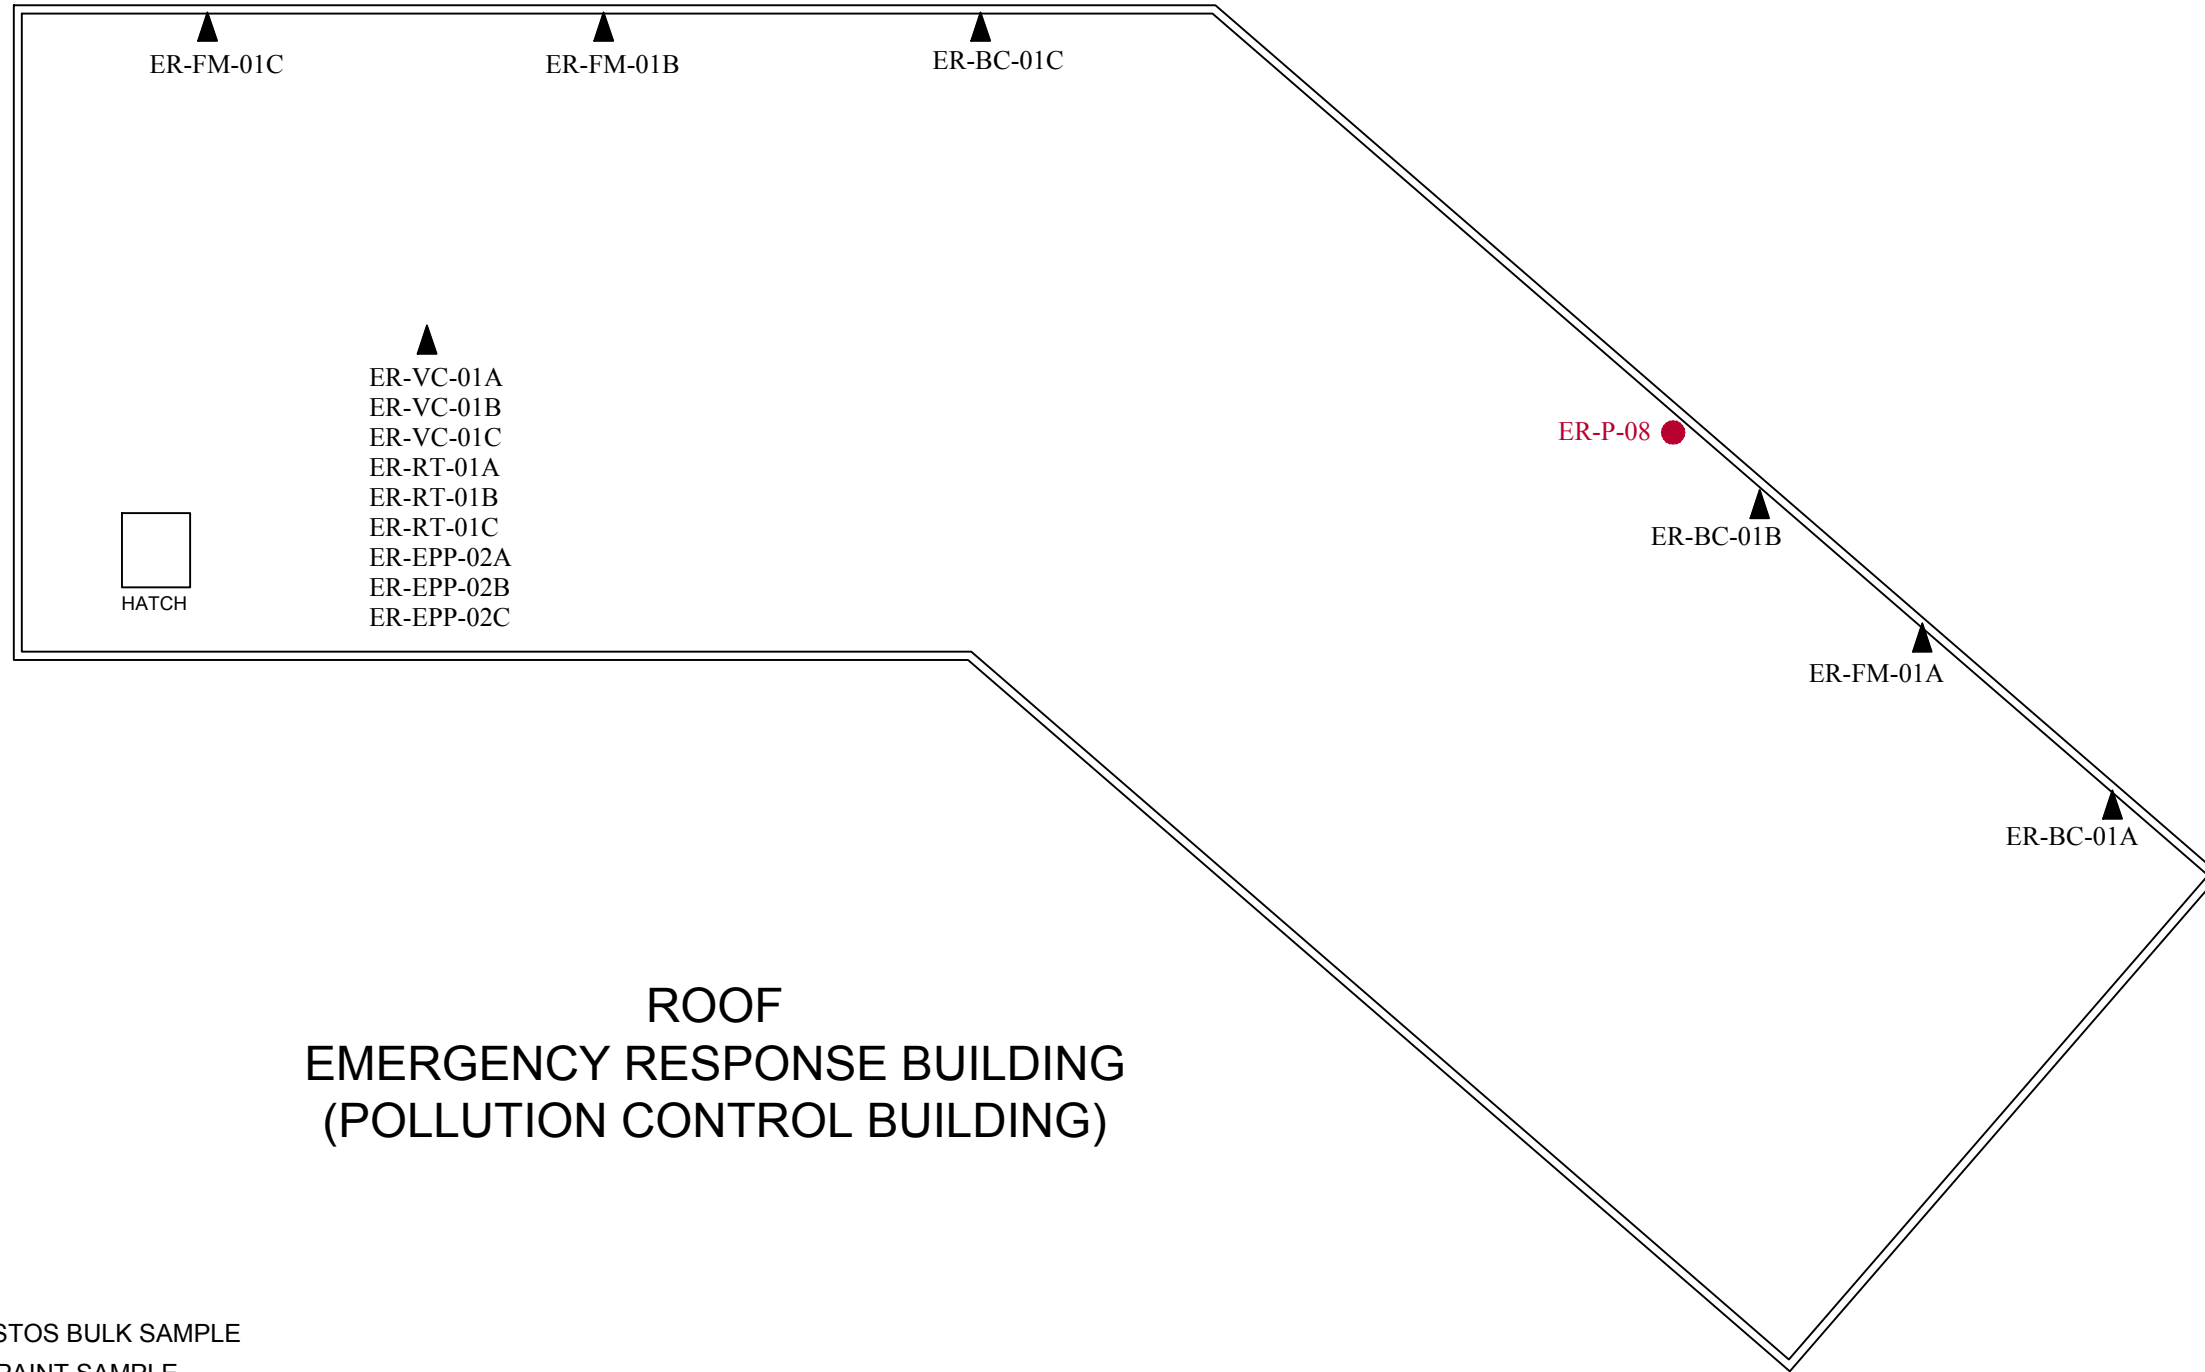 ER-FM-01C
ER-FM-01B
ER-BC-01C
ER-VC-01A
ER-VC-01B
ER-VC-01C
ER-RT-01A
ER-RT-01B
ER-RT-01C
ER-EPP-02A
ER-EPP-02B
ER-EPP-02C
HATCH
ER-P-08
ER-BC-01B
ER-FM-01A
ER-BC-01A
ROOF
EMERGENCY RESPONSE BUILDING
(POLLUTION CONTROL BUILDING)
STOS BULK SAMPLE
PAINT SAMPLE